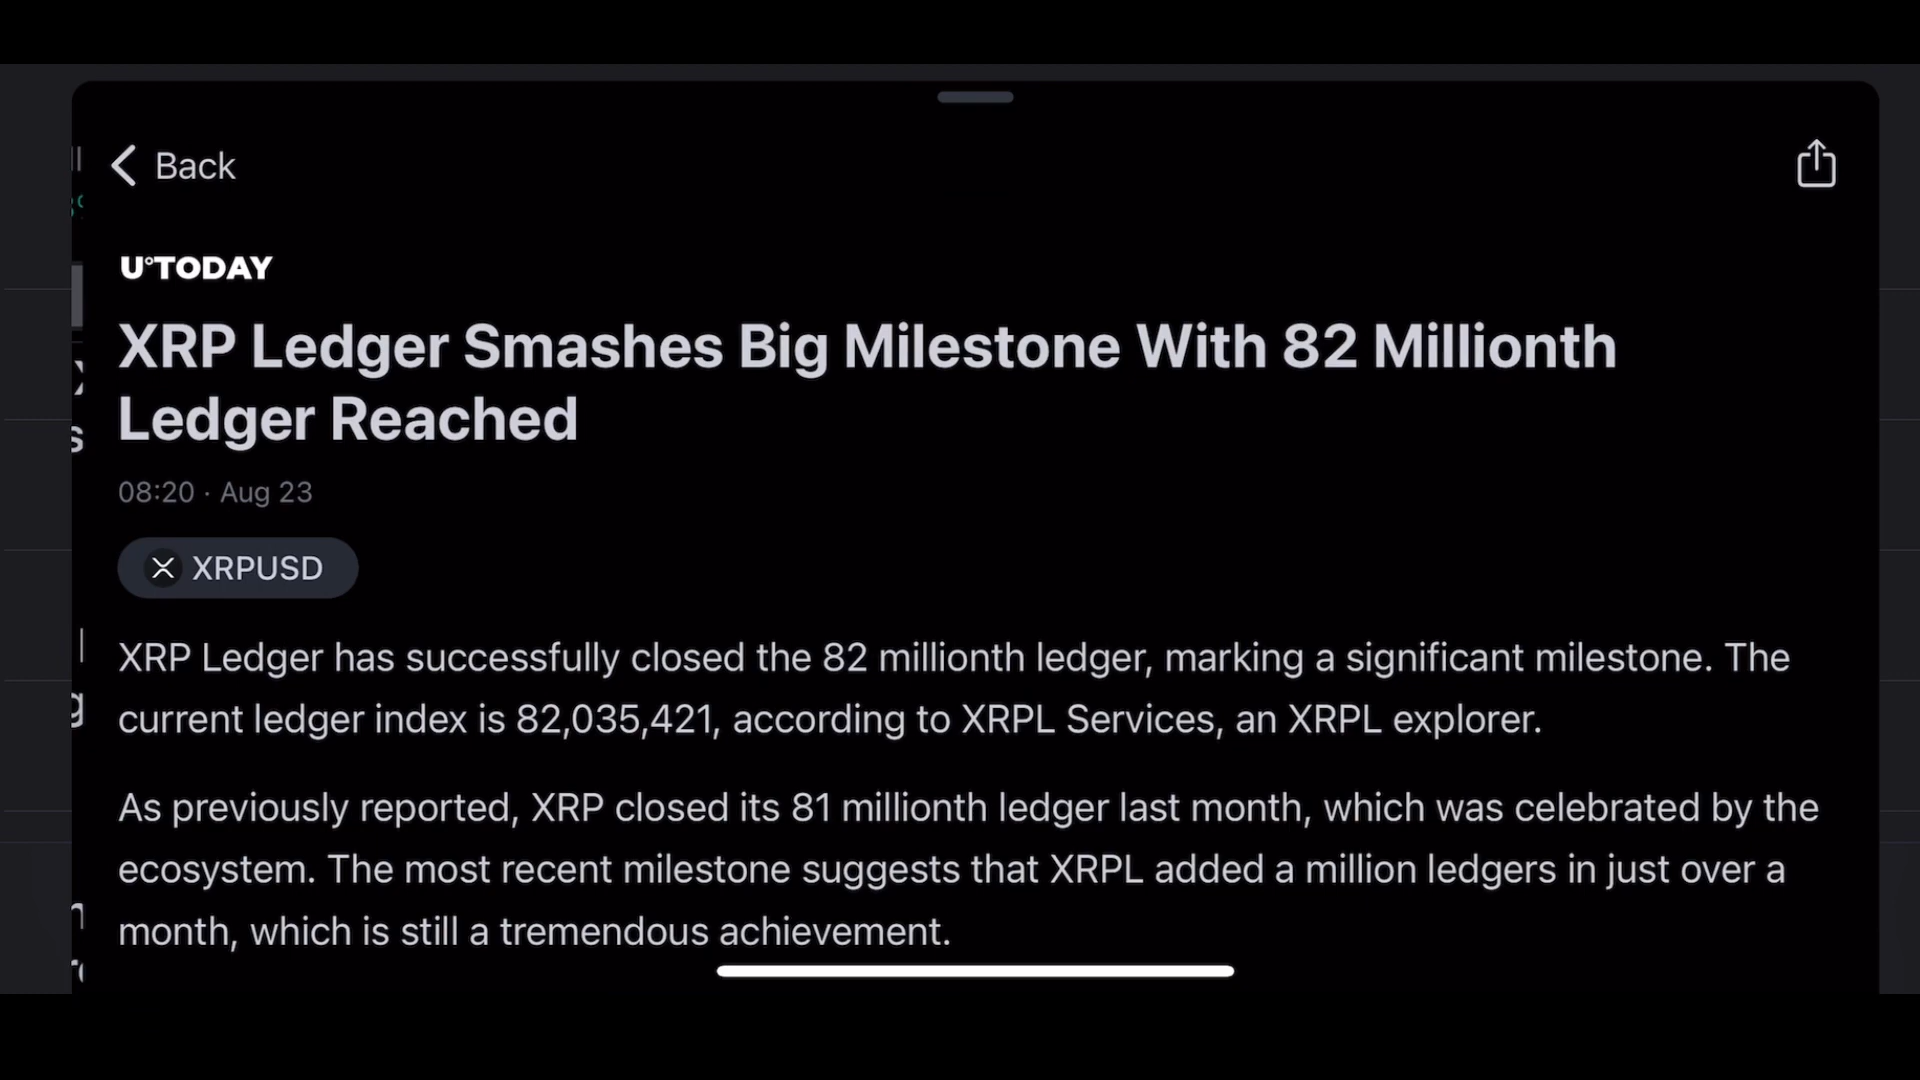 Back
U°TODAY
XRP Ledger Smashes Big Milestone With 82 Millionth
Ledger Reached
08:20 · Aug 23
XRPUSD
XRP Ledger has successfully closed the 82 millionth ledger, marking a significant milestone. The
current ledger index is 82,035,421, according to XRPL Services, an XRPL explorer.
As previously reported, XRP closed its 81 millionth ledger last month, which was celebrated by the
ecosystem. The most recent milestone suggests that XRPL added a million ledgers in just over a
month, which is still a tremendous achievement.